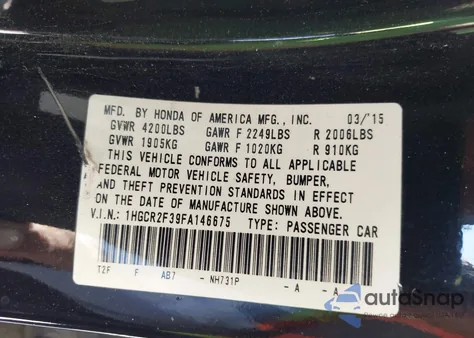 MFD. BY HONDA OF AMERICA MFG., INC. 03/'15
GVWR 4200LBS GAWR F 2249LBS R 2006LBS
GVWR 1905KG GAWR F 1020KG R 910KG
THIS VEHICLE CONFORMS TO ALL APPLICABLE
FEDERAL MOTOR VEHICLE SAFETY, BUMPER,
AND THEFT PREVENTION STANDARDS IN EFFECT
ON THE DATE OF MANUFACTURE SHOWN ABOVE.
V.I.N.: 1HGCR2F39FA146675 TYPE: PASSENGER CAR
T2F F AB7 - NH731P - A - A
autoSnap